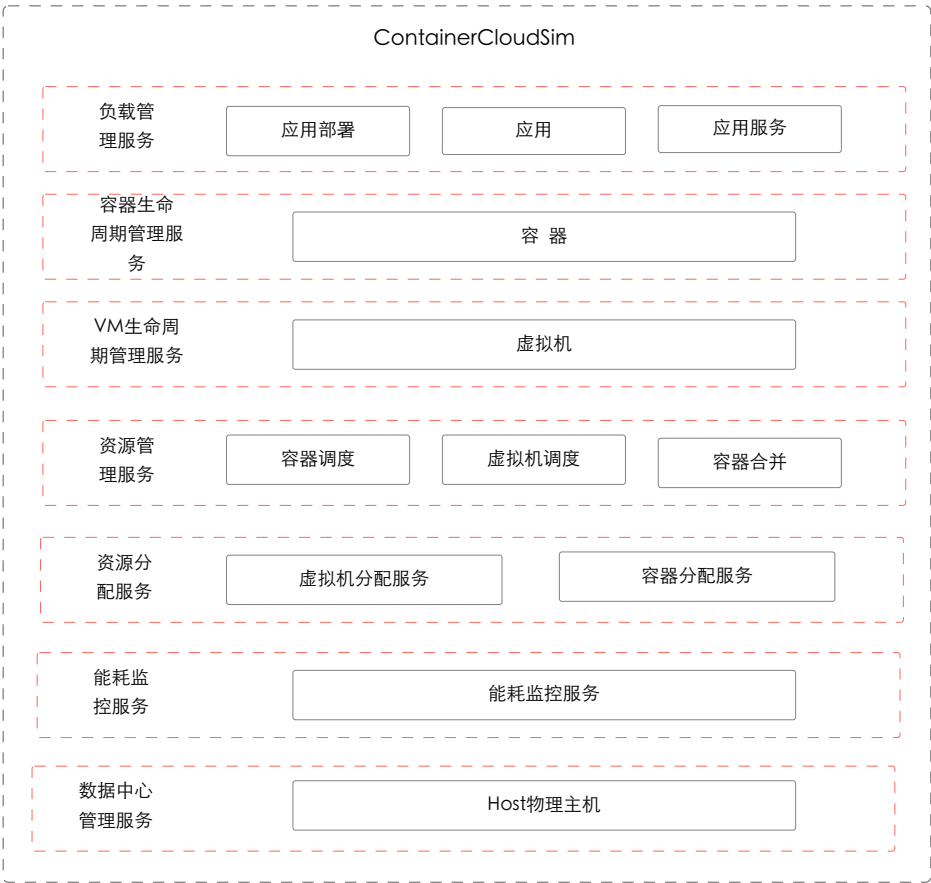 ContainerCloudSim
负载管
理服务
应用部署
应用
应用服务
容器生命
周期管理服
务
容 器
VM生命周
期管理服务
虚拟机
资源管
理服务
容器调度
虚拟机调度
容器合并
资源分
配服务
虚拟机分配服务
容器分配服务
能耗监
控服务
能耗监控服务
数据中心
管理服务
Host物理主机